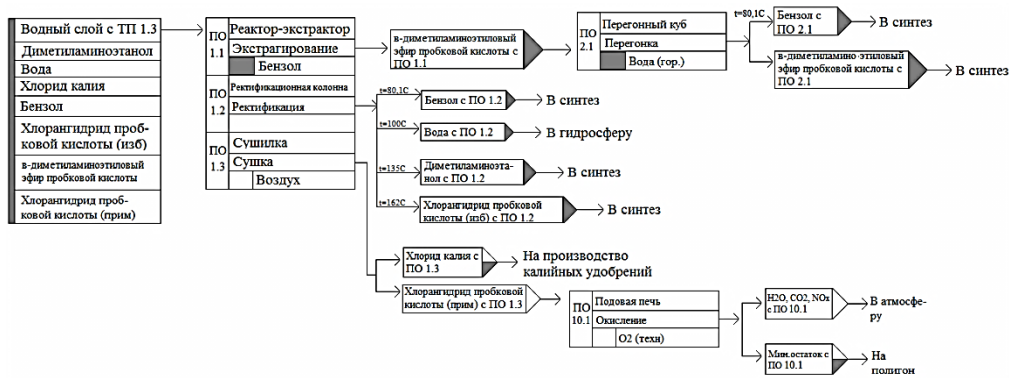 Водный слой с ТП 1.3
Диметиламиноэтанол
Вода
Хлорид калия
Бензол
Хлорангидрид проб-
ковой кислоты (изб)
в-диметиламиноэтиловый
эфир пробковой кислоты
Хлорангидрид проб-
ковой кислоты (прим)
ПО
1.1
Реактор-экстрактор
Экстрагирование
Бензол
ПО
1.2
Ректификационная колонна
Ректификация
ПО
1.3
Сушилка
Сушка
Воздух
в-диметиламиноэтиловый
эфир пробковой кислоты с
ПО 1.1
ПО
2.1
Перегонный куб
Перегонка
Вода (гор.)
t=80,1C
Бензол с
ПО 2.1
В синтез
в-диметиламино-этиловый
эфир пробковой кислоты с
ПО 2.1
В синтез
t=80,1C
Бензол с ПО 1.2
В синтез
t=100C
Вода с ПО 1.2
В гидросферу
t=135C
Диметиламиноэта-
нол с ПО 1.2
В синтез
t=162C
Хлорангидрид пробковой
кислоты (изб) с ПО 1.2
В синтез
Хлорид калия с
ПО 1.3
На производство
калийных удобрений
Хлорангидрид пробковой
кислоты (прим) с ПО 1.3
ПО
10.1
Подовая печь
Окисление
O2 (техн)
H2O, CO2, NOx
с ПО 10.1
В атмосфе-
ру
Мин.остаток с
ПО 10.1
На
полигон